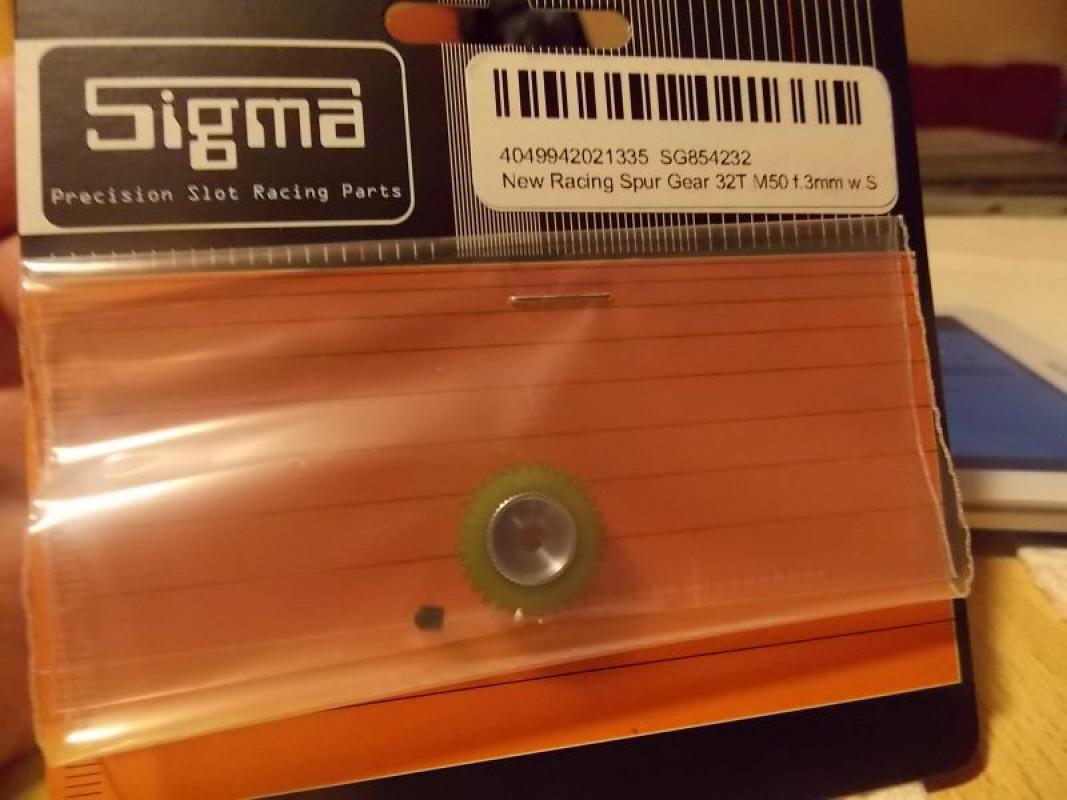 Sigma
Precision Slot Racing Parts
4049942021335 SG854232
New Racing Spur Gear 32T M50 f.3mm w.S